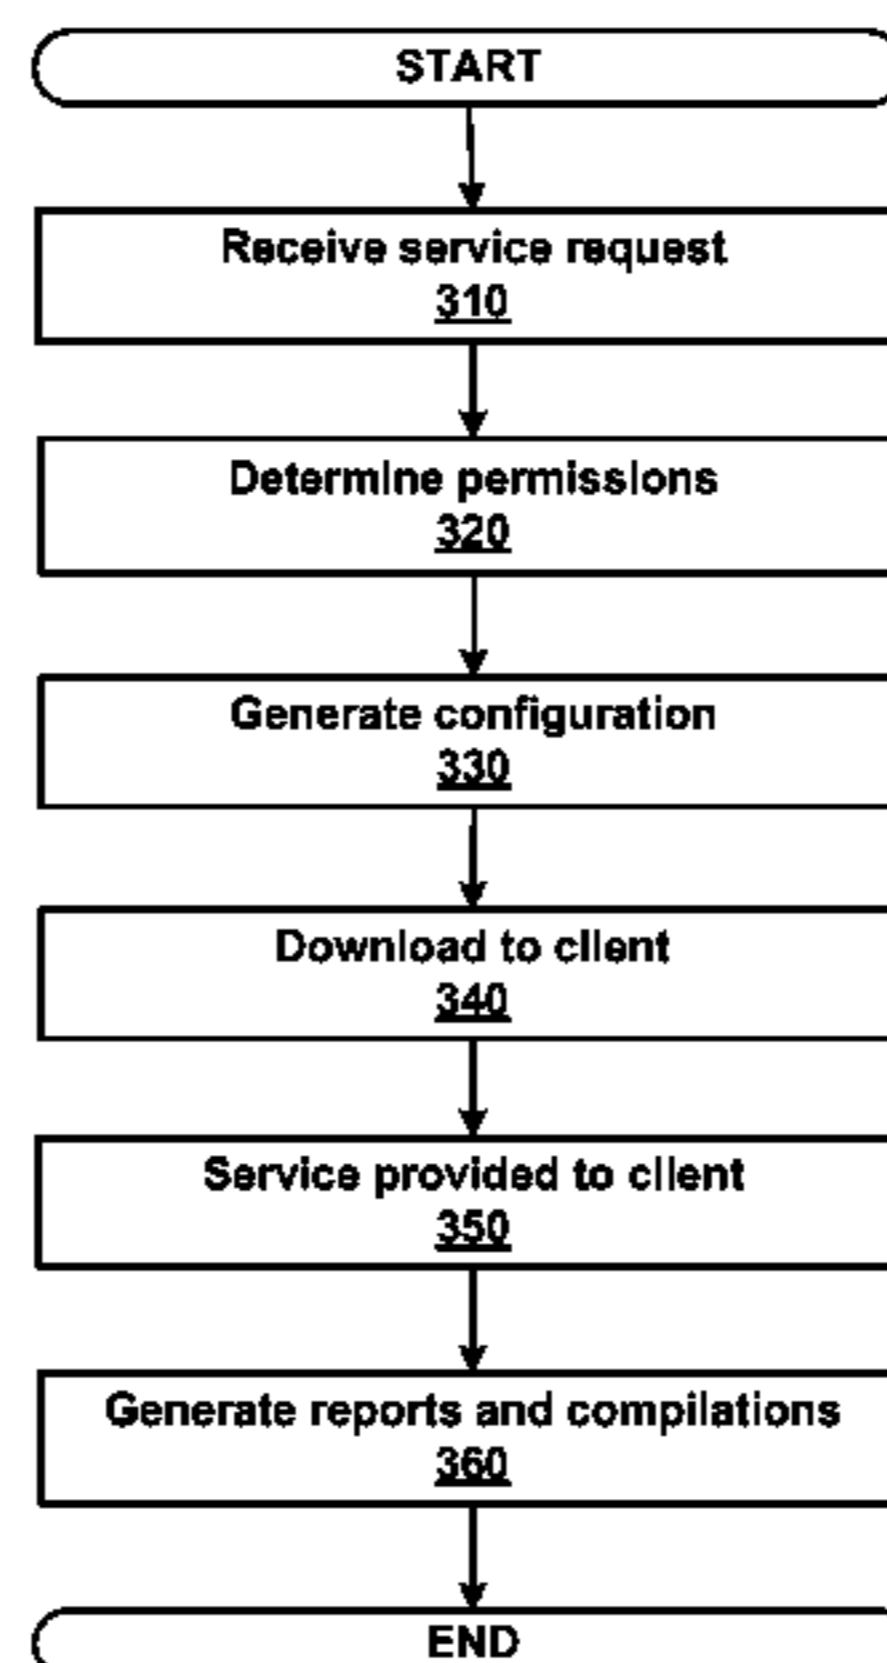 START
Receive service request
310
Determine permissions
320
Generate configuration
330
Download to client
340
Service provided to client
350
Generate reports and compilations
360
END